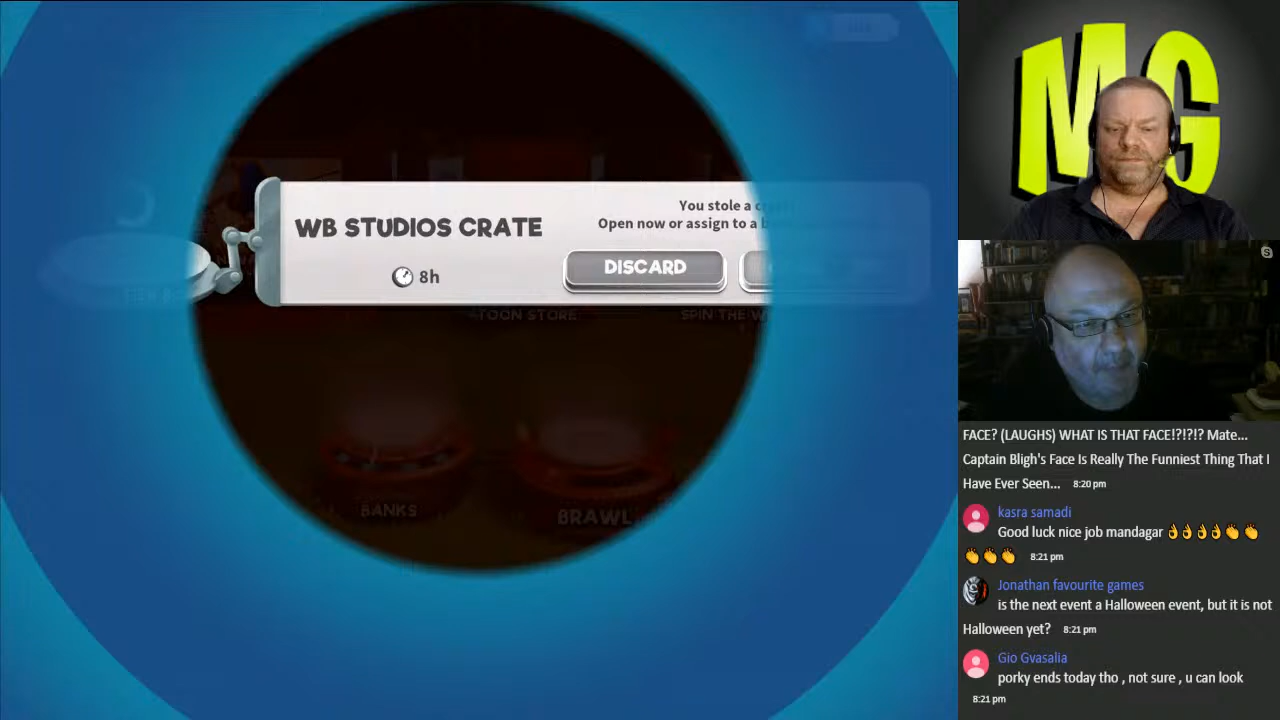 WB STUDIOS CRATE
8h
You stole a
Open now or assign to a
DISCARD
TOON STORE
SPIN THE
BANKS
BRAWL
MG
FACE? (LAUGHS) WHAT IS THAT FACE!?!?!? Mate...
Captain Bligh's Face Is Really The Funniest Thing That I
Have Ever Seen... 8:20 pm
kasra samadi
Good luck nice job mandagar 👌👌👌👌👏👏
👏👏👏 8:21 pm
Jonathan favourite games
is the next event a Halloween event, but it is not
Halloween yet? 8:21 pm
Gio Gvasalia
porky ends today tho , not sure , u can look
8:21 pm